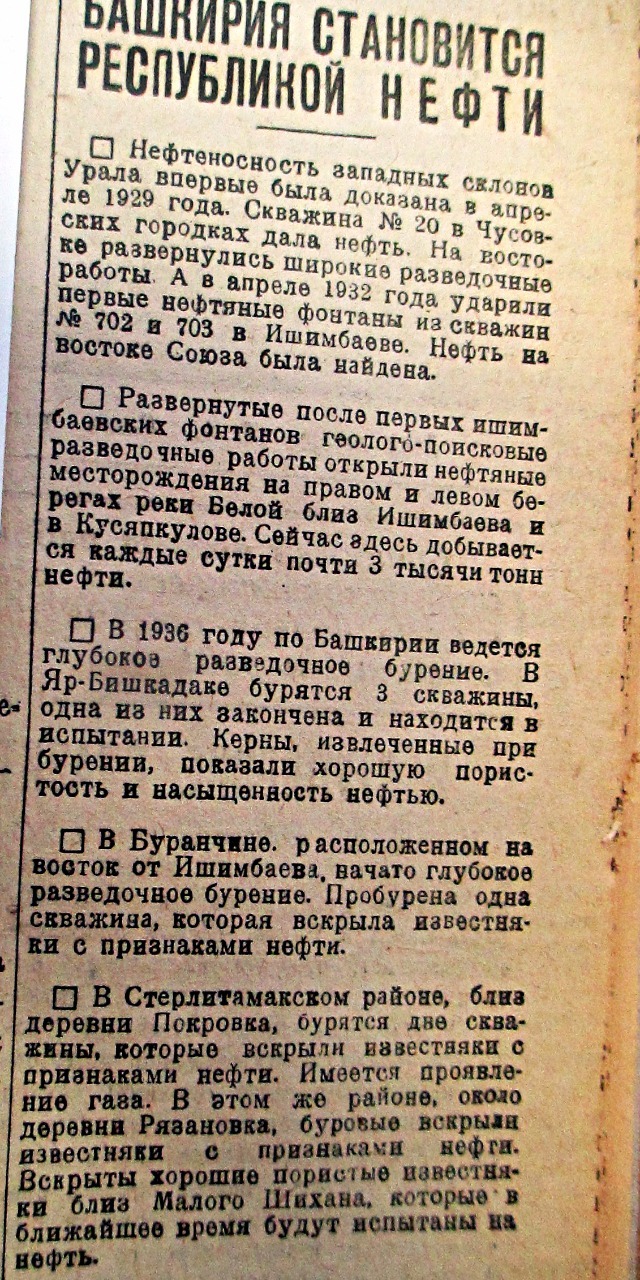 БАШКИРИЯ СТАНОВИТСЯ
РЕСПУБЛИКОЙ НЕФТИ
□ Нефтеносность западных склонов
Урала впервые была доказана в апре-
ле 1929 года. Скважина № 20 в Чусов-
ских городках дала нефть. На восто-
ке развернулись широкие разведочные
работы. А в апреле 1932 года ударили
первые нефтяные фонтаны из скважин
№ 702 и 703 в Ишимбаеве. Нефть на
востоке Союза была найдена.
□ Развернутые после первых ишим-
баевских фонтанов геолого-поисковые
разведочные работы открыли нефтяные
месторождения на правом и левом бе-
регах реки Белой близ Ишимбаева и
в Кусяпкулове. Сейчас здесь добывает-
ся каждые сутки почти 3 тысячи тонн
нефти.
□ В 1936 году по Башкирии ведется
глубокое разведочное бурение. В
Яр-Бишкадаке бурятся 3 скважины,
одна из них закончена и находится в
испытании. Керны, извлеченные при
бурении, показали хорошую порис-
тость и насыщенность нефтью.
□ В Буранчине. расположенном на
восток от Ишимбаева, начато глубокое
разведочное бурение. Пробурена одна
скважина, которая вскрыла известня-
ки с признаками нефти.
□ В Стерлитамакском районе, близ
деревни Покровка, бурятся две сква-
жины, которые вскрыли известняки с
признаками нефти. Имеется проявле-
ние газа. В этом же районе, около
деревни Рязановка, буровые вскрыли
известняки с признаками нефти.
Вскрыты хорошие пористые известня-
ки близ Малого Шихана, которые в
ближайшее время будут испытаны на
нефть.